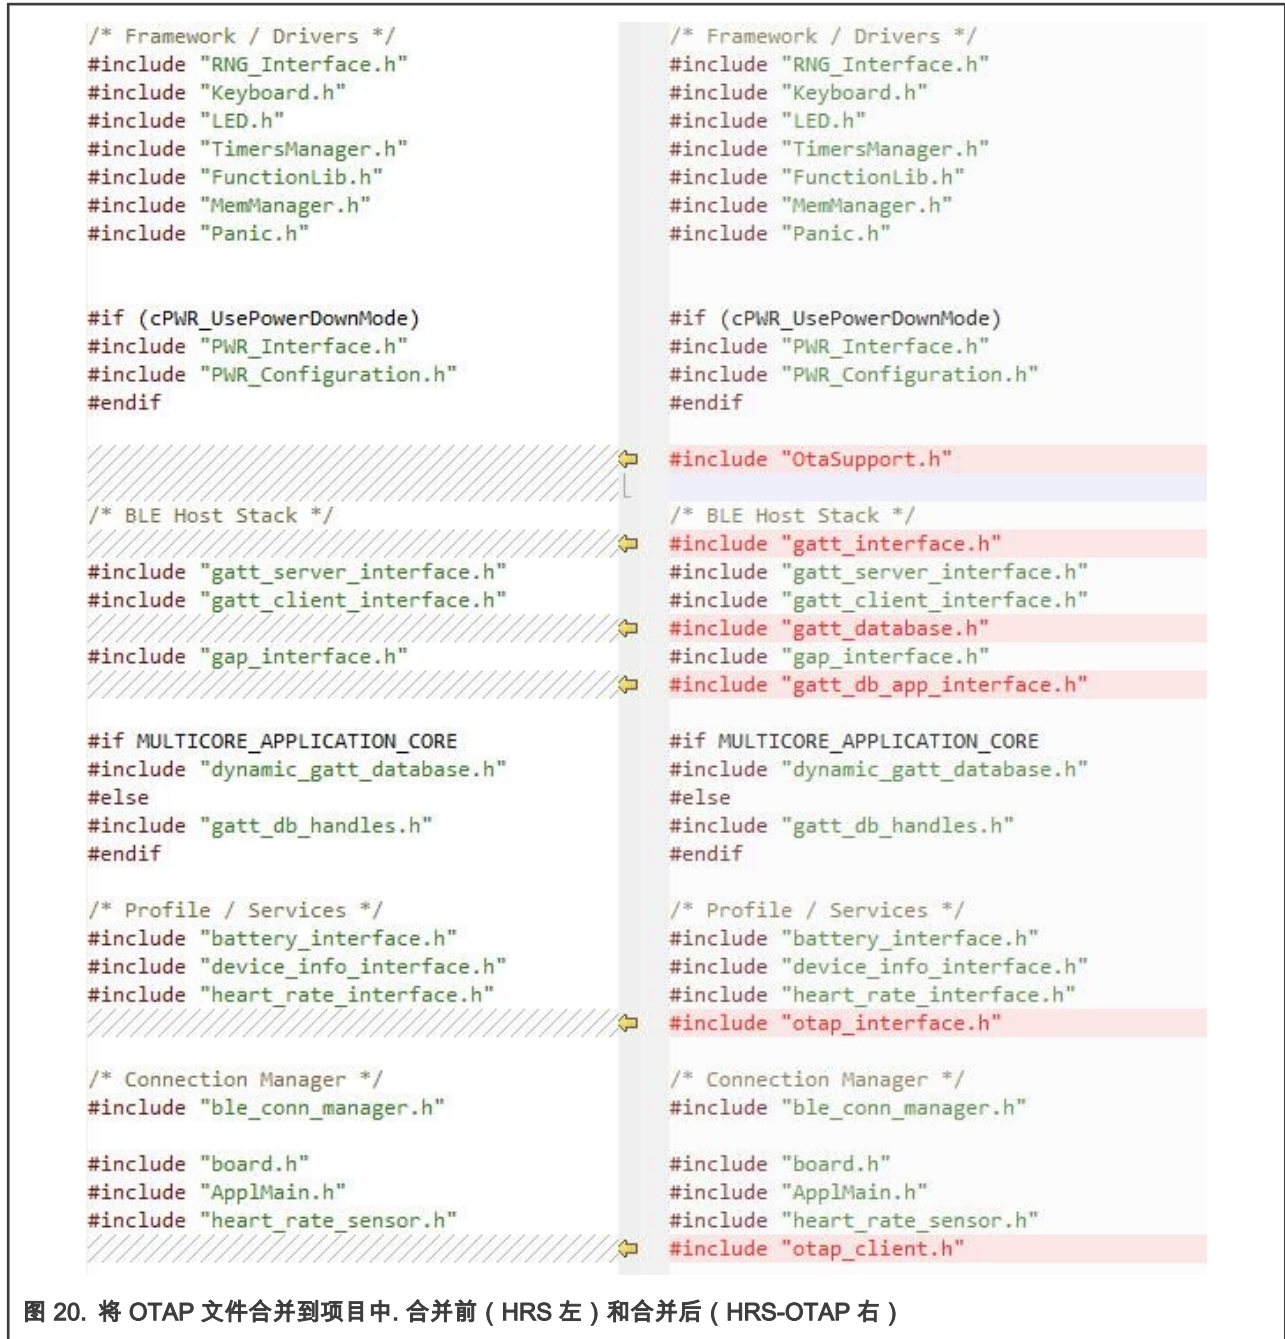 /* Framework / Drivers */
#include "RNG_Interface.h"
#include "Keyboard.h"
#include "LED.h"
#include "TimersManager.h"
#include "FunctionLib.h"
#include "MemManager.h"
#include "Panic.h"
#if (cPWR_UsePowerDownMode)
#include "PWR_Interface.h"
#include "PWR_Configuration.h"
#endif
/* BLE Host Stack */
#include "gatt_server_interface.h"
#include "gatt_client_interface.h"
#include "gap_interface.h"
#if MULTICORE_APPLICATION_CORE
#include "dynamic_gatt_database.h"
#else
#include "gatt_db_handles.h"
#endif
/* Profile / Services */
#include "battery_interface.h"
#include "device_info_interface.h"
#include "heart_rate_interface.h"
/* Connection Manager */
#include "ble_conn_manager.h"
#include "board.h"
#include "ApplMain.h"
#include "heart_rate_sensor.h"
/* Framework / Drivers */
#include "RNG_Interface.h"
#include "Keyboard.h"
#include "LED.h"
#include "TimersManager.h"
#include "FunctionLib.h"
#include "MemManager.h"
#include "Panic.h"
#if (cPWR_UsePowerDownMode)
#include "PWR_Interface.h"
#include "PWR_Configuration.h"
#endif
#include "OtaSupport.h"
/* BLE Host Stack */
#include "gatt_interface.h"
#include "gatt_server_interface.h"
#include "gatt_client_interface.h"
#include "gatt_database.h"
#include "gap_interface.h"
#include "gatt_db_app_interface.h"
#if MULTICORE_APPLICATION_CORE
#include "dynamic_gatt_database.h"
#else
#include "gatt_db_handles.h"
#endif
/* Profile / Services */
#include "battery_interface.h"
#include "device_info_interface.h"
#include "heart_rate_interface.h"
#include "otap_interface.h"
/* Connection Manager */
#include "ble_conn_manager.h"
#include "board.h"
#include "ApplMain.h"
#include "heart_rate_sensor.h"
#include "otap_client.h"
图 20. 将 OTAP 文件合并到项目中. 合并前（HRS 左）和合并后（HRS-OTAP 右）